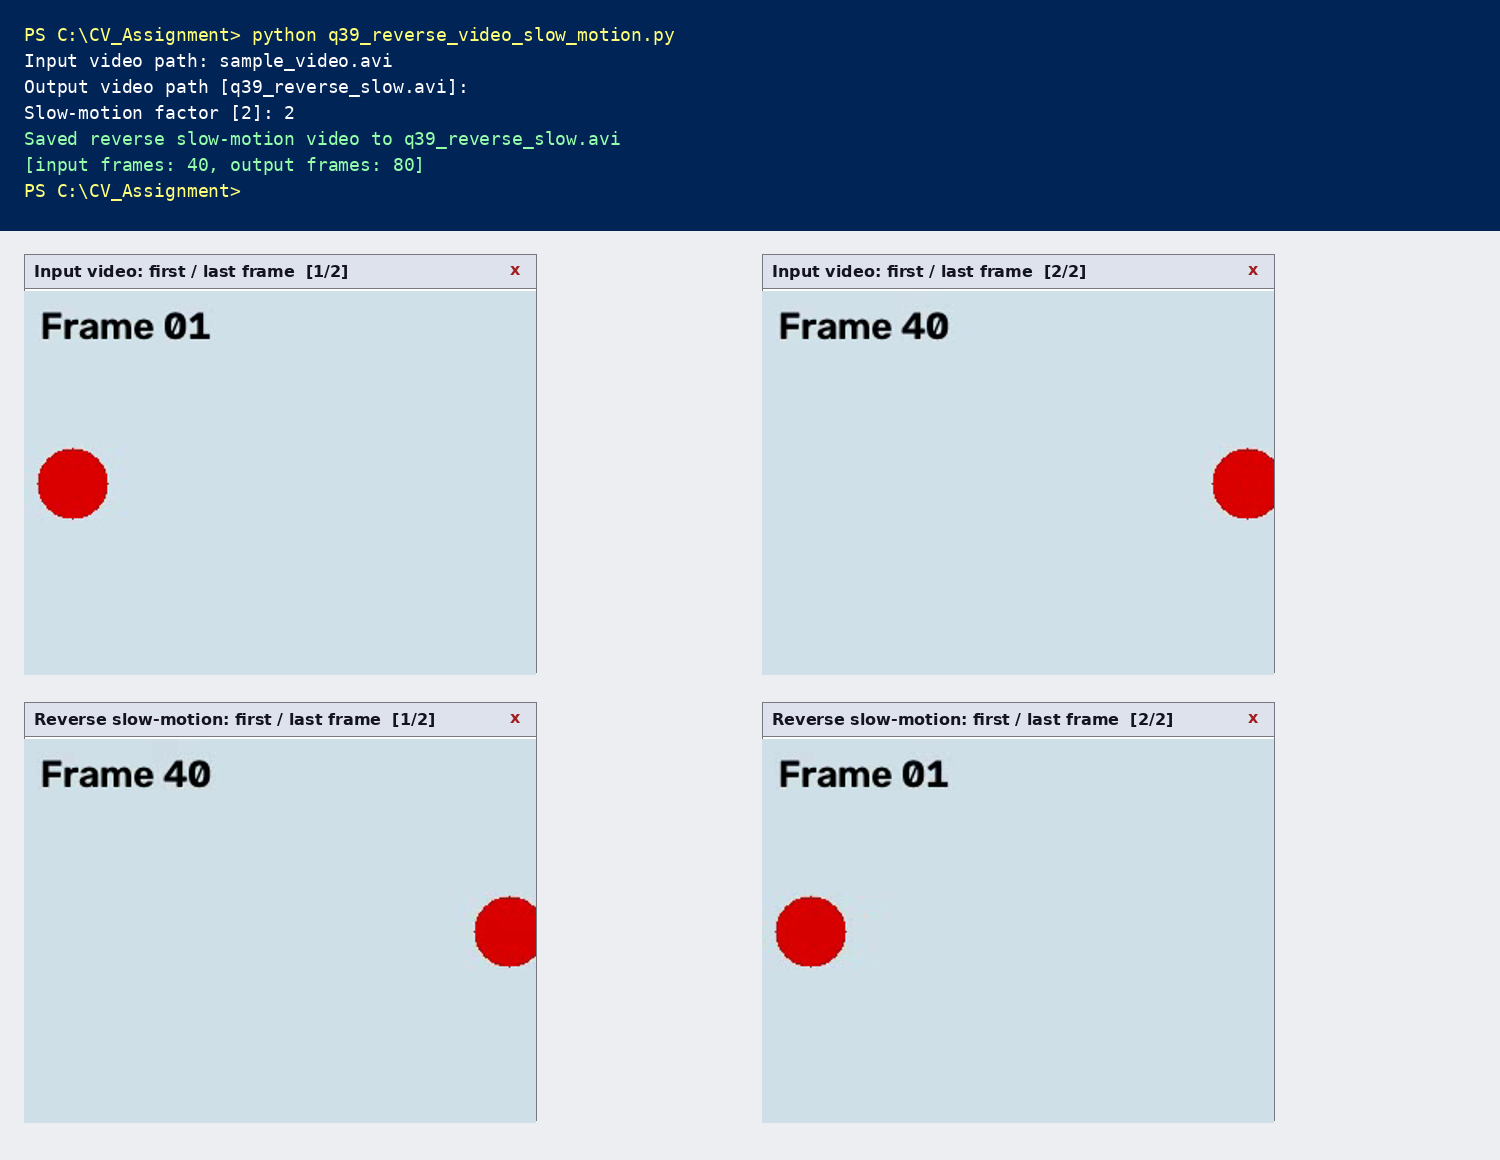 PS C:\CV_Assignment> python q39_reverse_video_slow_motion.py
Input video path: sample_video.avi
Output video path [q39_reverse_slow.avi]:
Slow-motion factor [2]: 2
Saved reverse slow-motion video to q39_reverse_slow.avi
[input frames: 40, output frames: 80]
PS C:\CV_Assignment>
Input video: first / last frame  [1/2] x
Input video: first / last frame  [2/2] x
Frame 01
Frame 40
Reverse slow-motion: first / last frame  [1/2] x
Reverse slow-motion: first / last frame  [2/2] x
Frame 40
Frame 01